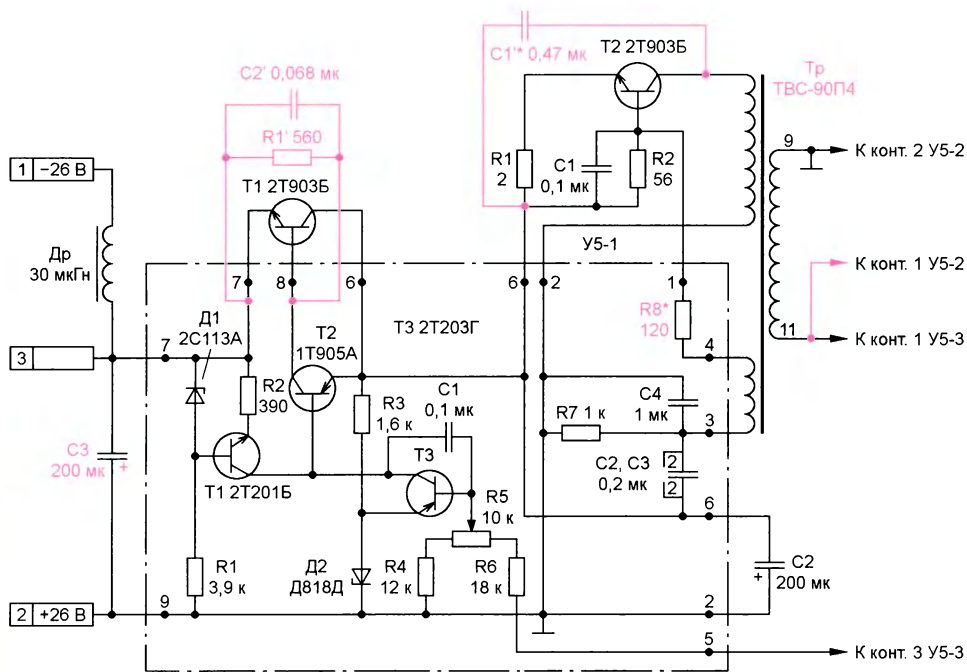 С1'* 0,47 мк
Т2 2Т903Б
Тр
ТВС-90П4
С2' 0,068 мк
R1' 560
9
К конт. 2 У5-2
1 −26 В
Т1 2Т903Б
R1
2
С1
0,1 мк
R2
56
У5-1
Др
30 мкГн
7
8
6
6
2
1
К конт. 1 У5-2
R8*
120
Д1
2С113А
Т3 2Т203Г
11
К конт. 1 У5-3
3
7
Т2
1Т905А
4
R2
390
R3
1,6 к
С1
0,1 мк
С4
1 мк
R7 1 к
3
С3
200 мк
+
Т3
С2, С3
0,2 мк
2
2
Т1 2Т201Б
R5
10 к
6
R1
3,9 к
Д2
Д818Д
R4
12 к
R6
18 к
+
С2
200 мк
2 +26 В
9
2
5
К конт. 3 У5-3